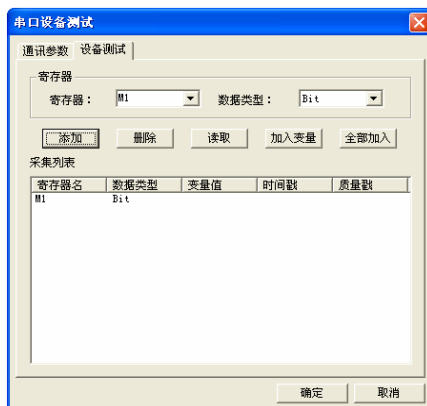 串口设备测试
通讯参数 设备测试
寄存器
寄存器： M1 数据类型： Bit
添加 删除 读取 加入变量 全部加入
采集列表
寄存器名 数据类型 变量值 时间戳 质量戳
M1 Bit
确定 取消